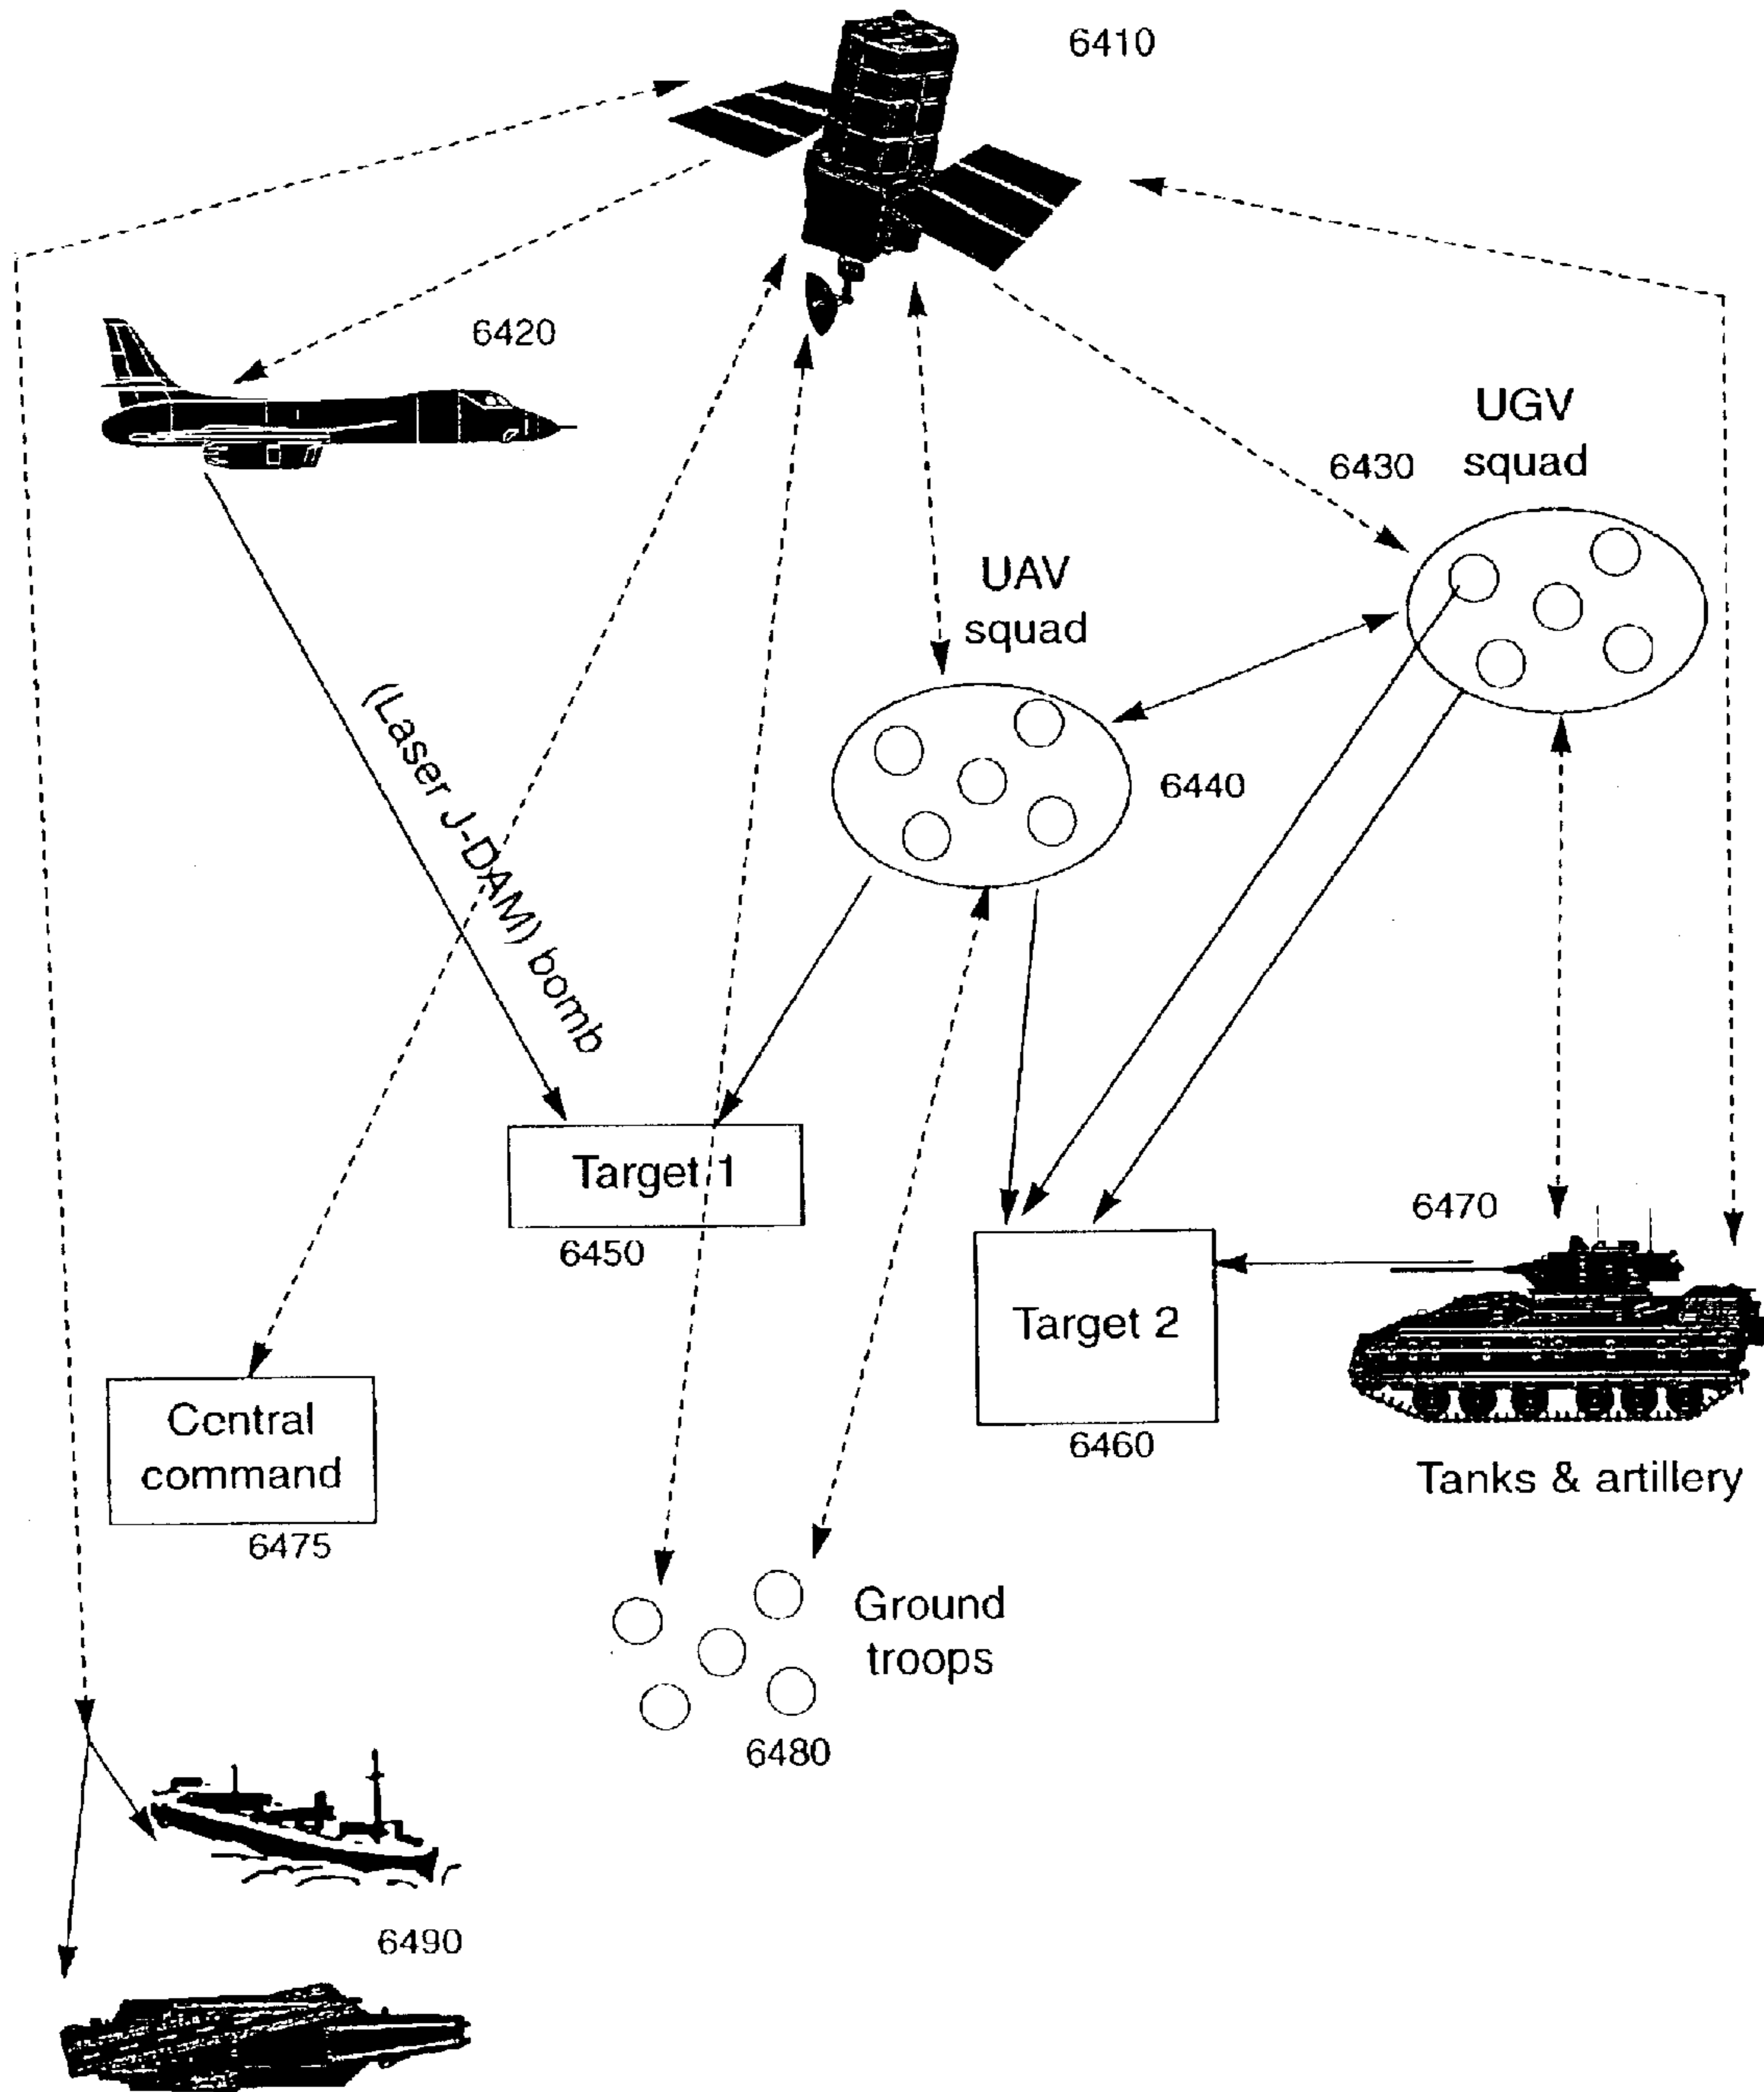 6410
6420
UGV
squad
6430
UAV
squad
6440
(Laser J-DAM) bomb
Target 1
6450
6470
Target 2
6460
Tanks & artillery
Central
command
6475
Ground
troops
6480
6490